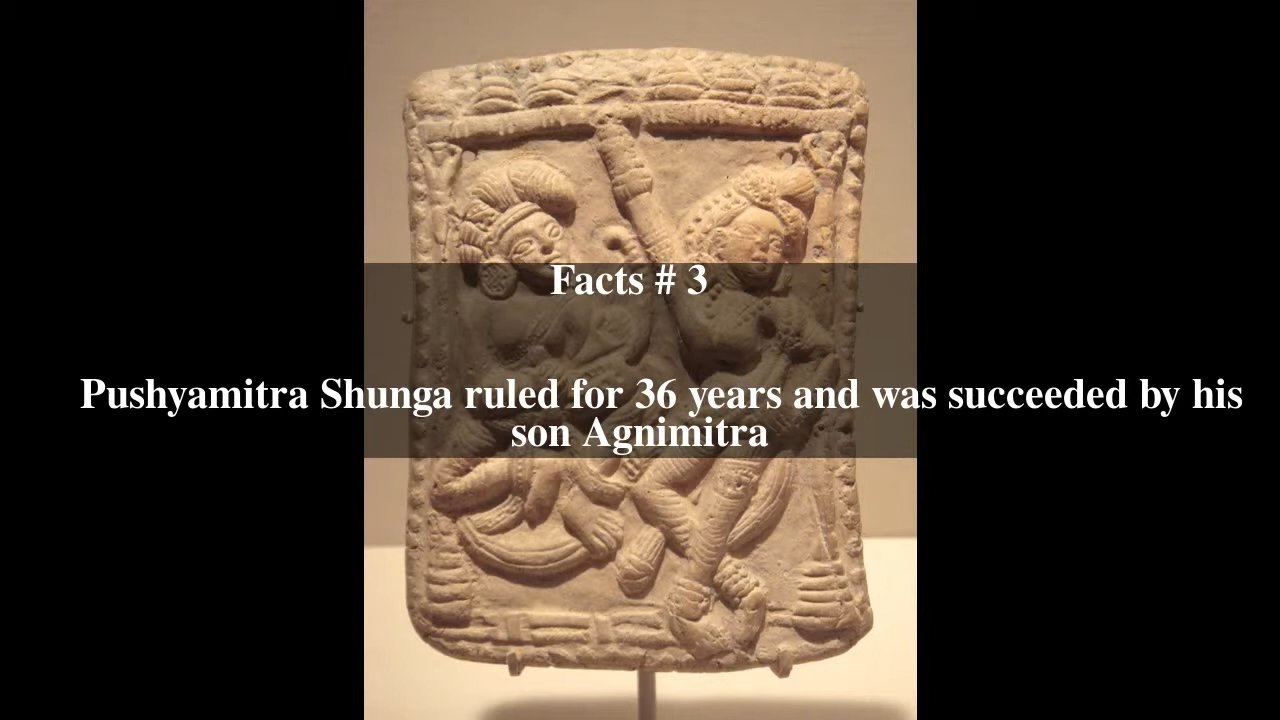 Facts # 3
Pushyamitra Shunga ruled for 36 years and was succeeded by his
son Agnimitra